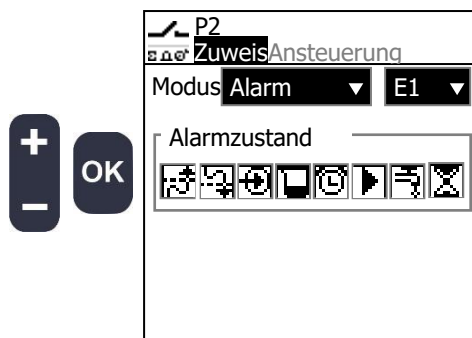 P2
Zuweis Ansteuerung
Modus Alarm ▼ E1 ▼
Alarmzustand
+
OK
−